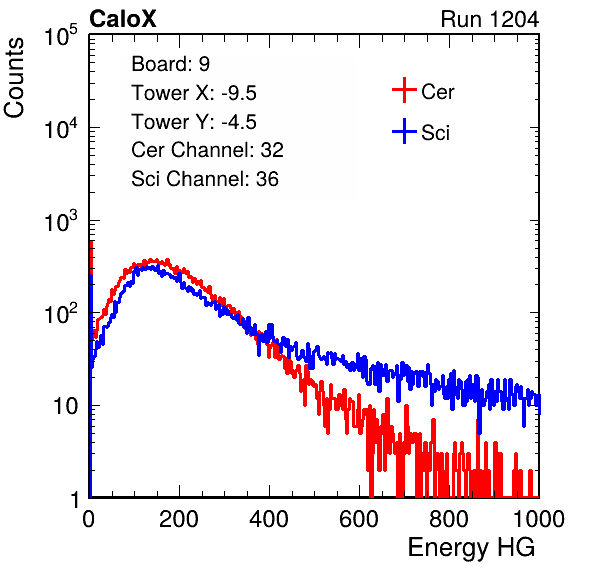 CaloX Run 1204
Counts
10^5
10^4
10^3
10^2
10
1
Board: 9
Tower X: -9.5
Tower Y: -4.5
Cer Channel: 32
Sci Channel: 36
Cer
Sci
0 200 400 600 800 1000
Energy HG